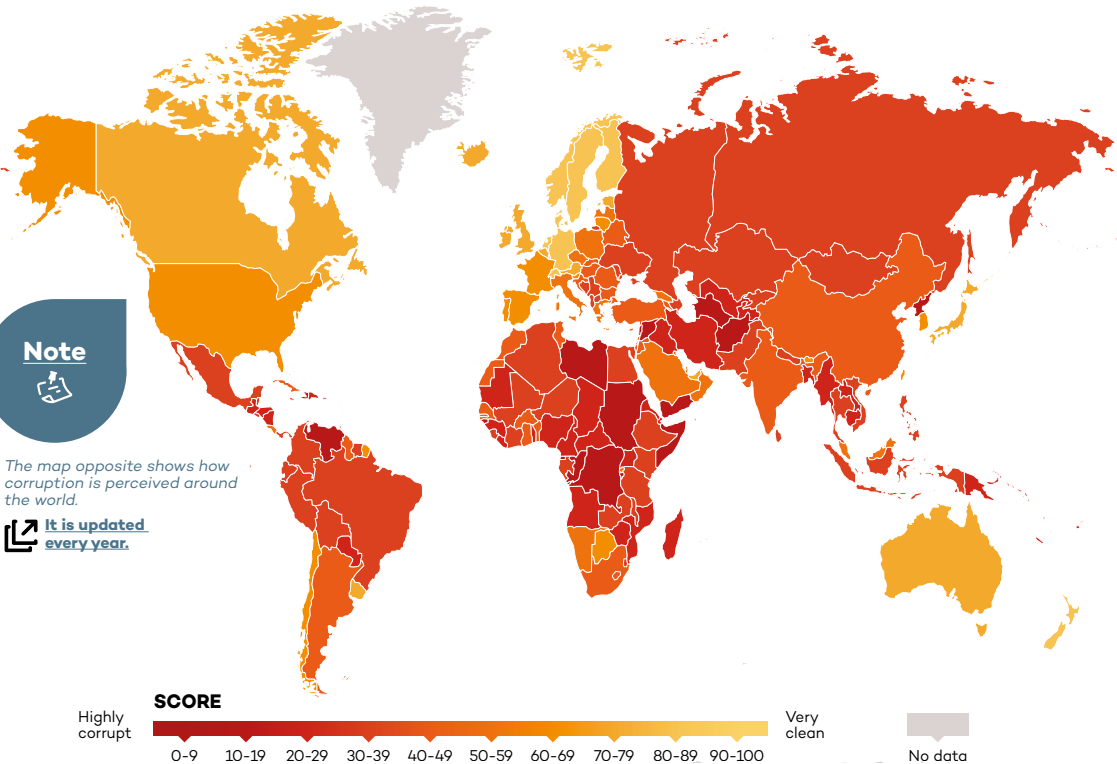 Note
The map opposite shows how
corruption is perceived around
the world.
It is updated
every year.
SCORE
Highly
corrupt
0-9 10-19 20-29 30-39 40-49 50-59 60-69 70-79 80-89 90-100
Very
clean
No data